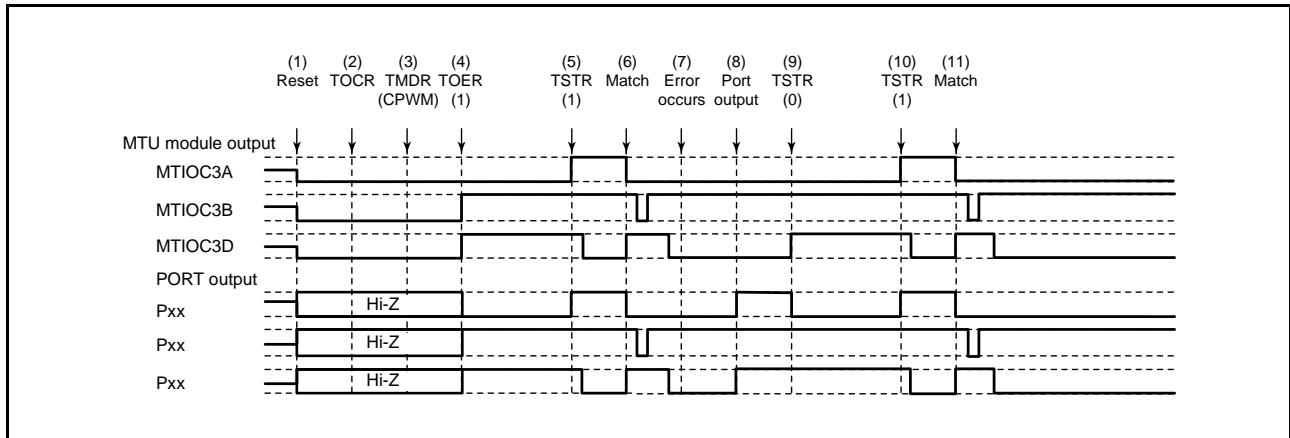 (1) (2) (3) (4) (5) (6) (7) (8) (9) (10) (11)
Reset TOCR TMDR TOER TSTR Match Error Port TSTR TSTR Match
(CPWM) (1) (1) occurs output (0) (1)
MTU module output
MTIOC3A
MTIOC3B
MTIOC3D
PORT output
Pxx Hi-Z
Pxx Hi-Z
Pxx Hi-Z